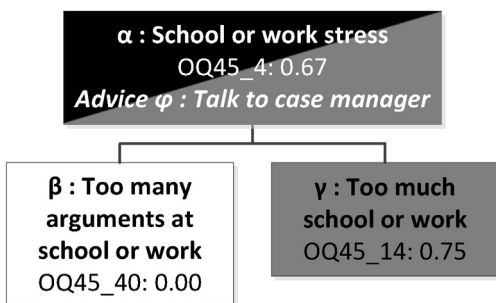 α : School or work stress
OQ45_4: 0.67
Advice φ : Talk to case manager
β : Too many
arguments at
school or work
OQ45_40: 0.00
γ : Too much
school or work
OQ45_14: 0.75